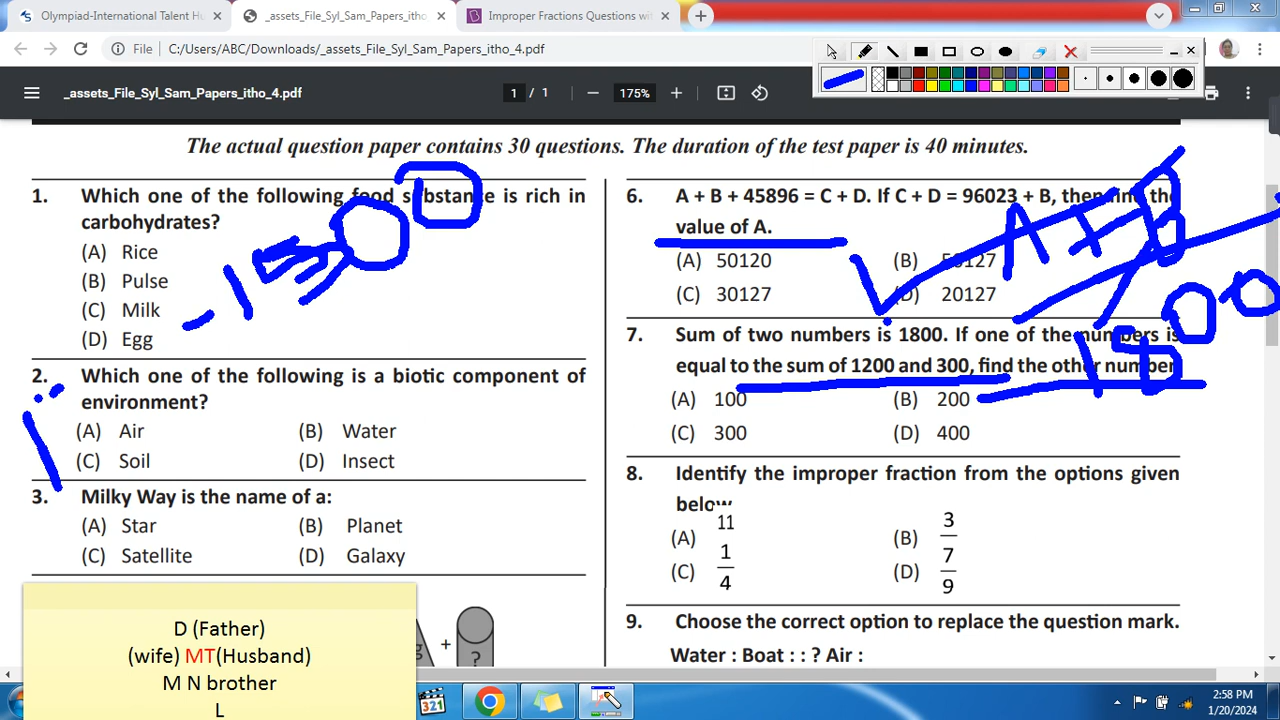 Olympiad-International Talent Hu
_assets_File_Syl_Sam_Papers_itho
Improper Fractions Questions wit
File C:/Users/ABC/Downloads/_assets_File_Syl_Sam_Papers_itho_4.pdf
_assets_File_Syl_Sam_Papers_itho_4.pdf
1 / 1
175%
The actual question paper contains 30 questions. The duration of the test paper is 40 minutes.
1. Which one of the following food substance is rich in
carbohydrates?
(A) Rice
(B) Pulse
(C) Milk
(D) Egg
- 1500
2. Which one of the following is a biotic component of
environment?
(A) Air (B) Water
(C) Soil (D) Insect
3. Milky Way is the name of a:
(A) Star (B) Planet
(C) Satellite (D) Galaxy
g + ?
6. A + B + 45896 = C + D. If C + D = 96023 + B, then find the
value of A.
(A) 50120 (B) 50127
(C) 30127 (D) 20127
A+B
1800
7. Sum of two numbers is 1800. If one of the numbers is
equal to the sum of 1200 and 300, find the other number.
(A) 100 (B) 200
(C) 300 (D) 400
8. Identify the improper fraction from the options given
below
(A) 11 (B) 3
(C) 1 (D) 7
4 9
9. Choose the correct option to replace the question mark.
Water : Boat : : ? Air :
D (Father)
(wife) MT(Husband)
M N brother
L
321
2:58 PM
1/20/2024